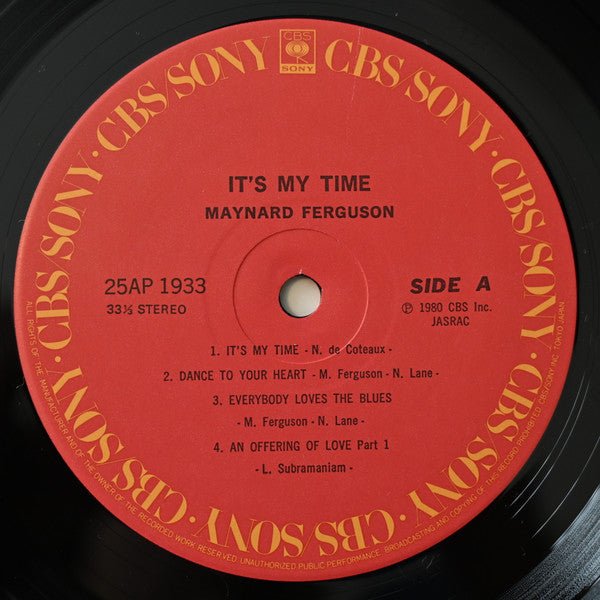 CBS
SONY
CBS/SONY · CBS/SONY · CBS/SONY · CBS/SONY · CBS/SONY · CBS/SONY · CBS/SONY
IT'S MY TIME
MAYNARD FERGUSON
25AP 1933
33⅓ STEREO
SIDE A
Ⓟ 1980 CBS Inc.
JASRAC
1. IT'S MY TIME - N. de Coteaux -
2. DANCE TO YOUR HEART - M. Ferguson - N. Lane -
3. EVERYBODY LOVES THE BLUES
- M. Ferguson - N. Lane -
4. AN OFFERING OF LOVE Part 1
- L. Subramaniam -
ALL RIGHTS OF THE MANUFACTURER AND OF THE OWNER OF THE RECORDED WORK RESERVED. UNAUTHORIZED PUBLIC PERFORMANCE, BROADCASTING AND COPYING OF THIS RECORD PROHIBITED. CBS/SONY INC. TOKYO JAPAN